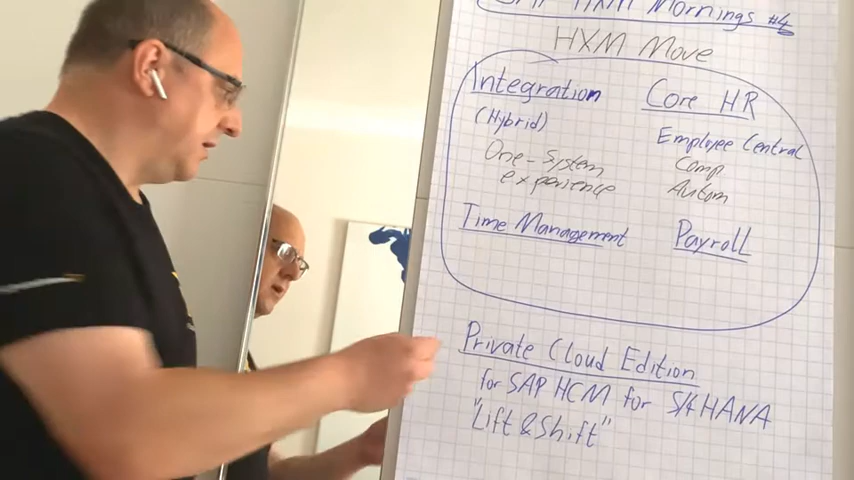 SAP HXM Mornings #4
HXM Move
Integration
(Hybrid)
One-System
experience
Core HR
Employee Central
Comp
Autom
Time Management
Payroll
Private Cloud Edition
for SAP HCM for S/4HANA
"Lift & Shift"